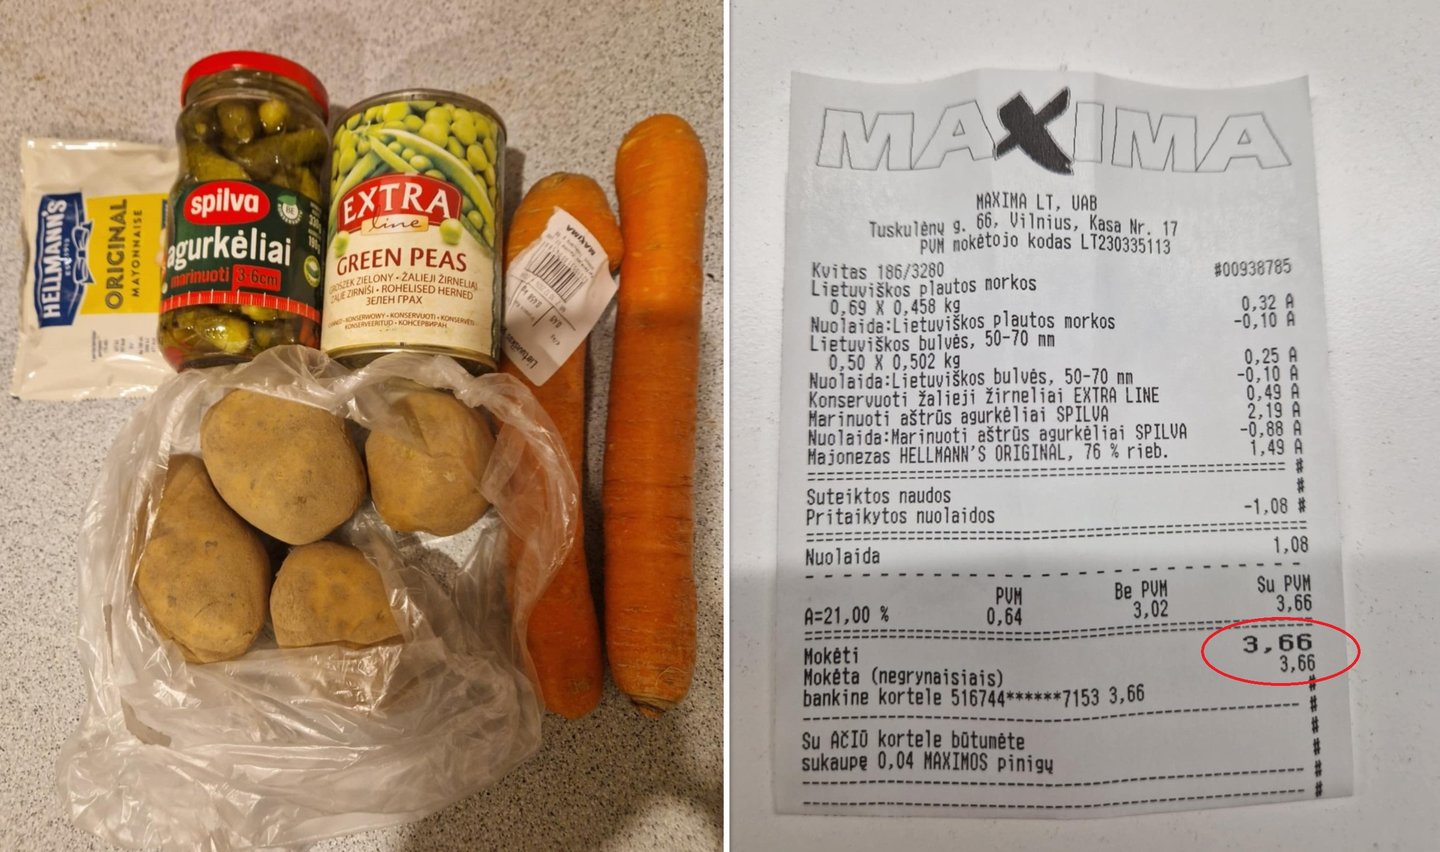 HELLMANN'S
ORIGINAL
MAYONNAISE
spilva
agurkėliai
marinuoti 3-6cm
EXTRA
line
GREEN PEAS
GROSZEK ZIELONY • ŽALIEJI ŽIRNELIAI
ZAĻIE ZIRNĪŠI • ROHELISED HERNED
ЗЕЛЕН ГРАХ
MAXIMA
MAXIMA
MAXIMA LT, UAB
Tuskulėnų g. 66, Vilnius, Kasa Nr. 17
PVM mokėtojo kodas LT230335113
Kvitas 186/3280 #00938785
Lietuviškos plautos morkos
0,69 X 0,458 kg 0,32 A
Nuolaida:Lietuviškos plautos morkos -0,10 A
Lietuviškos bulvės, 50-70 mm
0,50 X 0,502 kg 0,25 A
Nuolaida:Lietuviškos bulvės, 50-70 mm -0,10 A
Konservuoti žalieji žirneliai EXTRA LINE 0,49 A
Marinuoti aštrūs agurkėliai SPILVA 2,19 A
Nuolaida:Marinuoti aštrūs agurkėliai SPILVA -0,88 A
Majonezas HELLMANN'S ORIGINAL, 76 % rieb. 1,49 A
#
Suteiktos naudos #
Pritaikytos nuolaidos -1,08 #
Nuolaida 1,08
PVM Be PVM Su PVM
A=21,00 % 0,64 3,02 3,66
Mokėti 3,66
Mokėta (negrynaisiais) 3,66
bankine kortele 516744******7153 3,66 #
#
#
Su AČIŪ kortele būtumėte #
sukaupę 0,04 MAXIMOS pinigų #
#